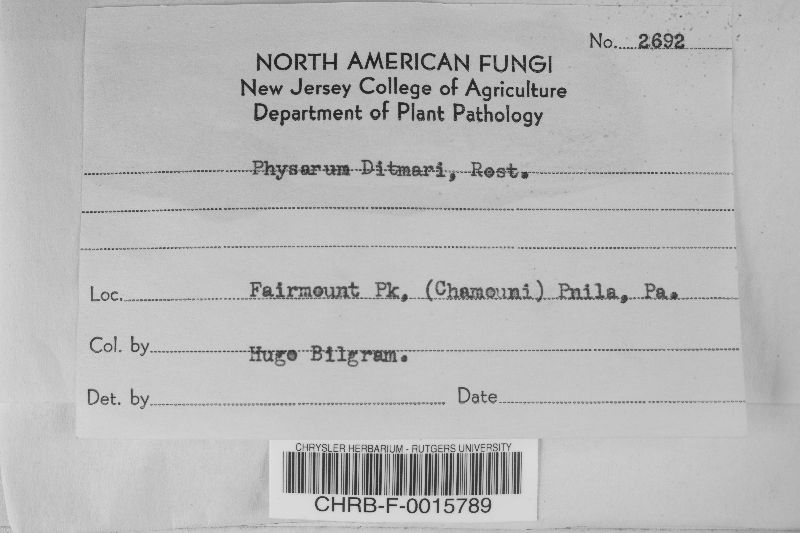 No. 2692
NORTH AMERICAN FUNGI
New Jersey College of Agriculture
Department of Plant Pathology
Physarum Ditmari, Rost.
Loc. Fairmount Pk, (Chamouni) Pnila, Pa.
Col. by Hugo Bilgram.
Det. by Date
CHRYSLER HERBARIUM - RUTGERS UNIVERSITY
CHRB-F-0015789